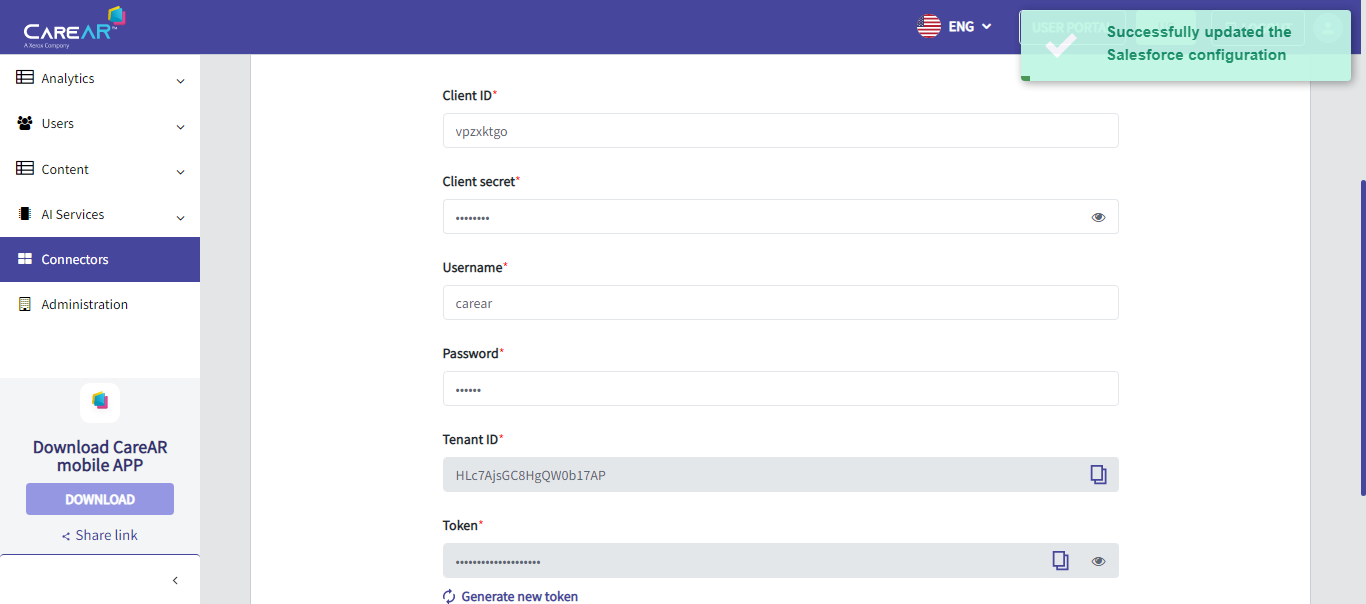 CAREAR™
A Xerox Company
ENG
USER PORTAL
Successfully updated the
Salesforce configuration
Analytics
Users
Content
AI Services
Connectors
Administration
Download CareAR
mobile APP
DOWNLOAD
Share link
Client ID*
vpzxktgo
Client secret*
••••••••
Username*
carear
Password*
••••••
Tenant ID*
HLc7AjsGC8HgQW0b17AP
Token*
••••••••••••••••••••
Generate new token